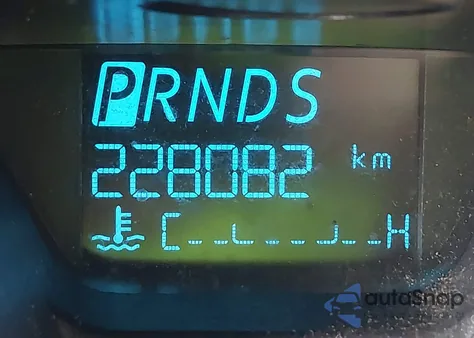 PRNDS
228082 km
C H
autoSnap